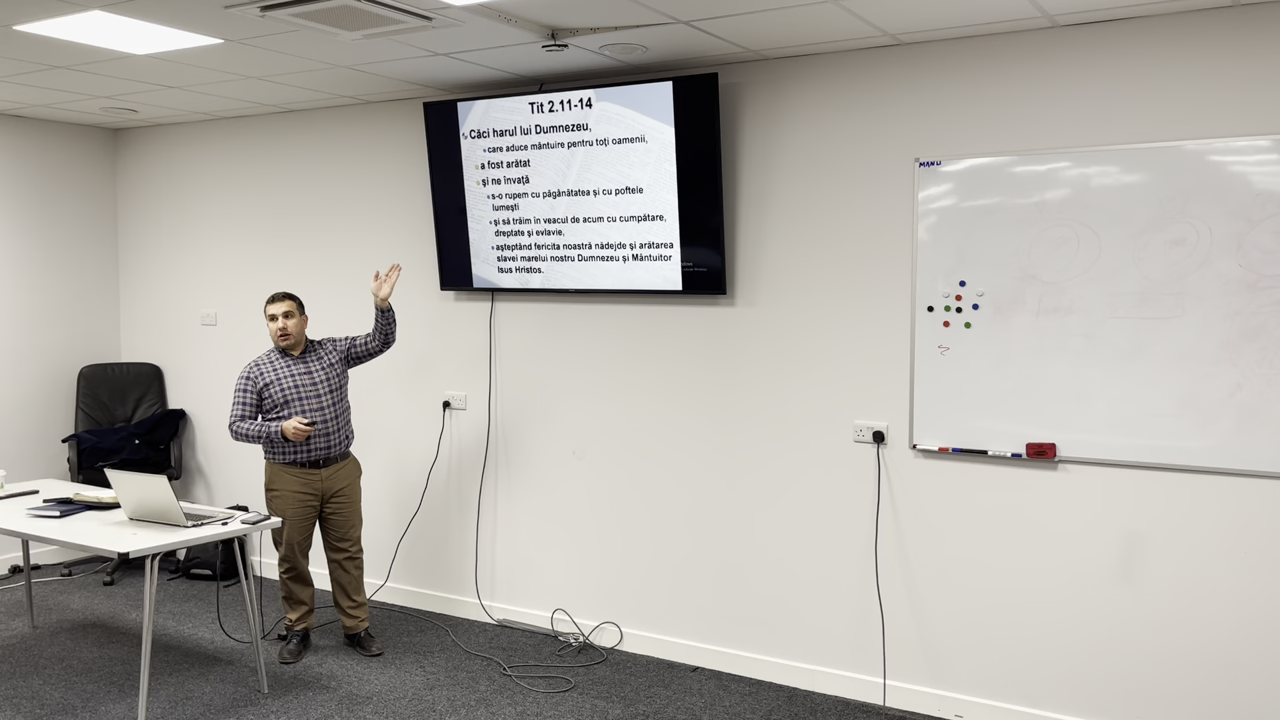 Tit 2.11-14
Căci harul lui Dumnezeu,
care aduce mântuire pentru toţi oamenii,
a fost arătat
şi ne învaţă
s-o rupem cu păgânătatea şi cu poftele
lumeşti
şi să trăim în veacul de acum cu cumpătare,
dreptate şi evlavie,
aşteptând fericita noastră nădejde şi arătarea
slavei marelui nostru Dumnezeu şi Mântuitor
Isus Hristos.
MANU